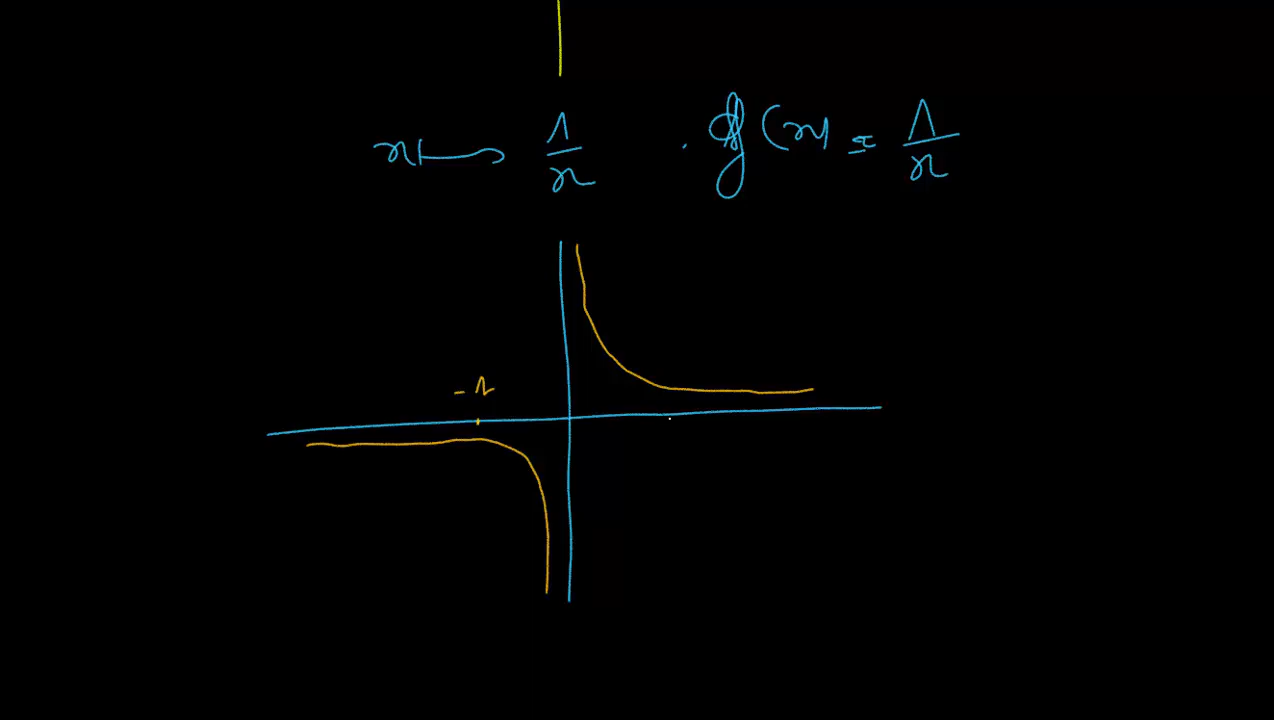 x ↦ 1/x . f(x) = 1/x
-1